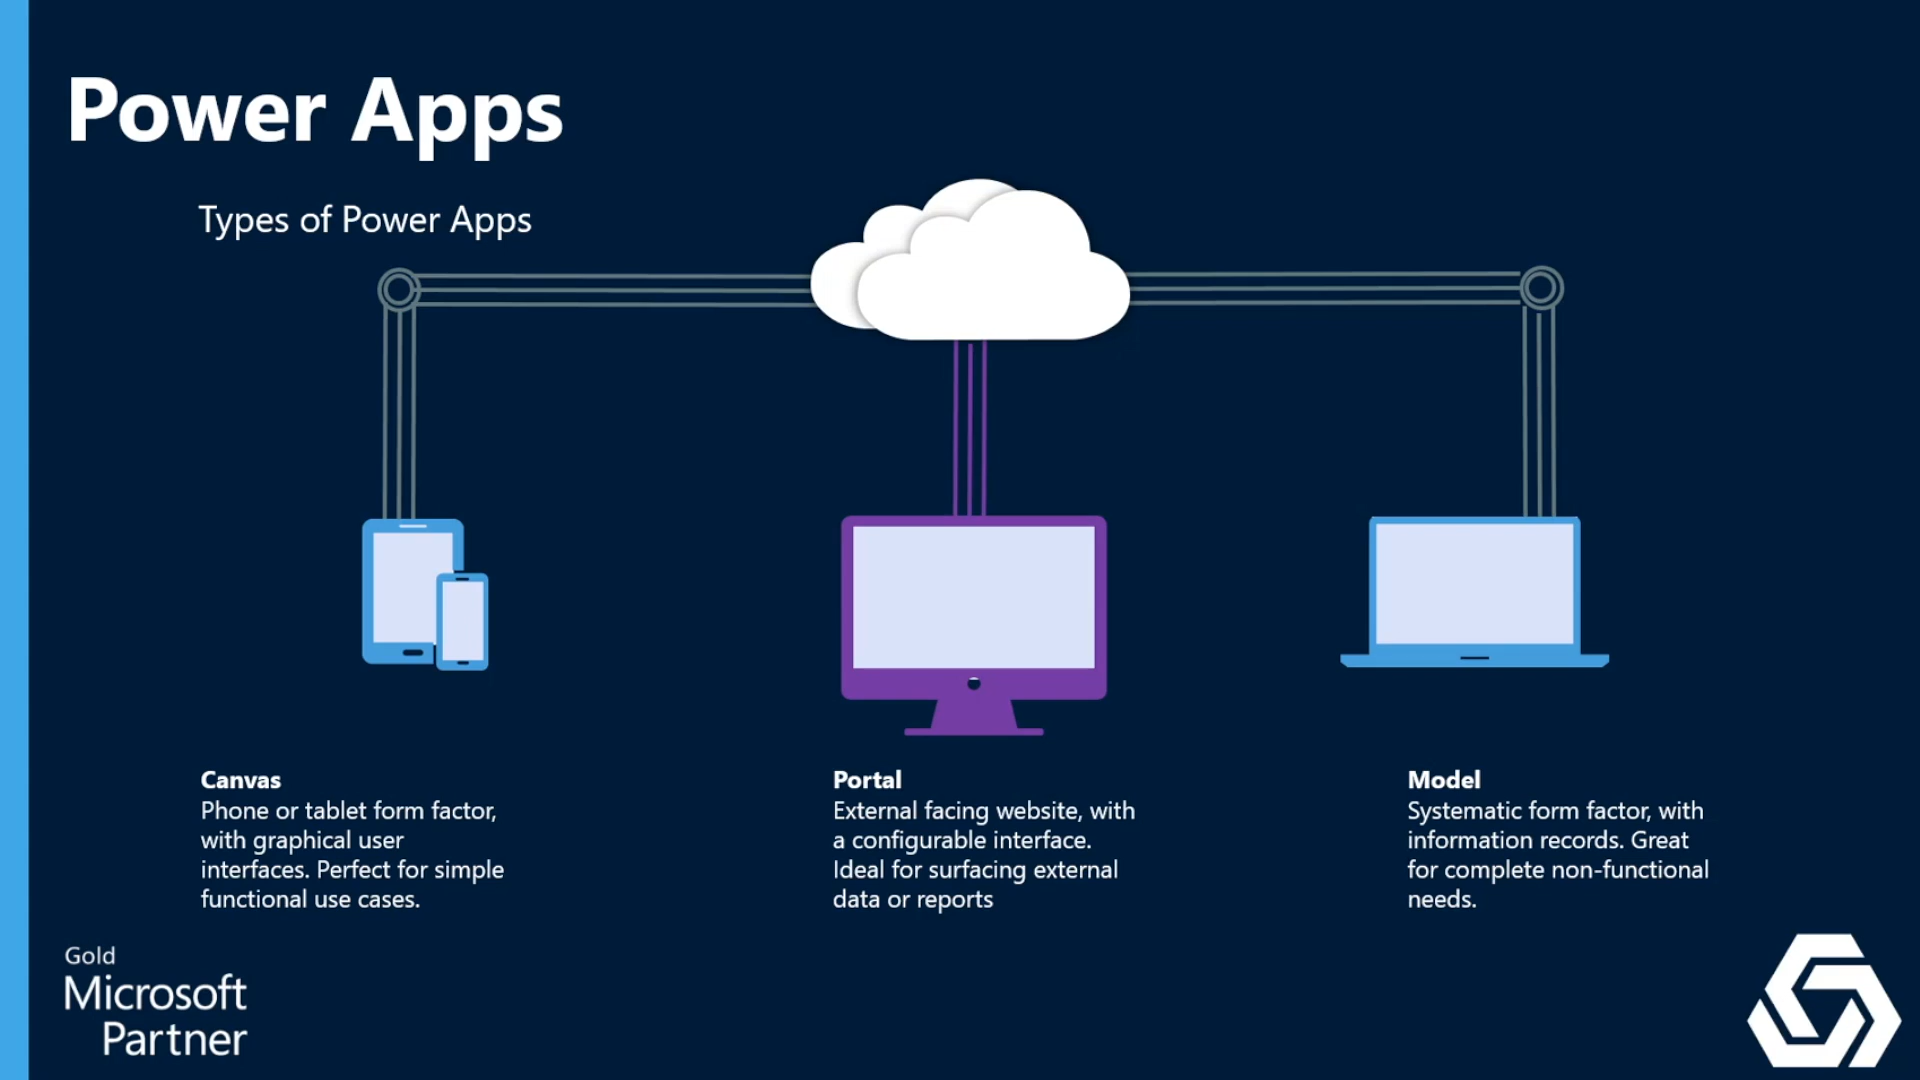 Power Apps
Types of Power Apps
Canvas
Phone or tablet form factor,
with graphical user
interfaces. Perfect for simple
functional use cases.
Portal
External facing website, with
a configurable interface.
Ideal for surfacing external
data or reports
Model
Systematic form factor, with
information records. Great
for complete non-functional
needs.
Gold
Microsoft
Partner